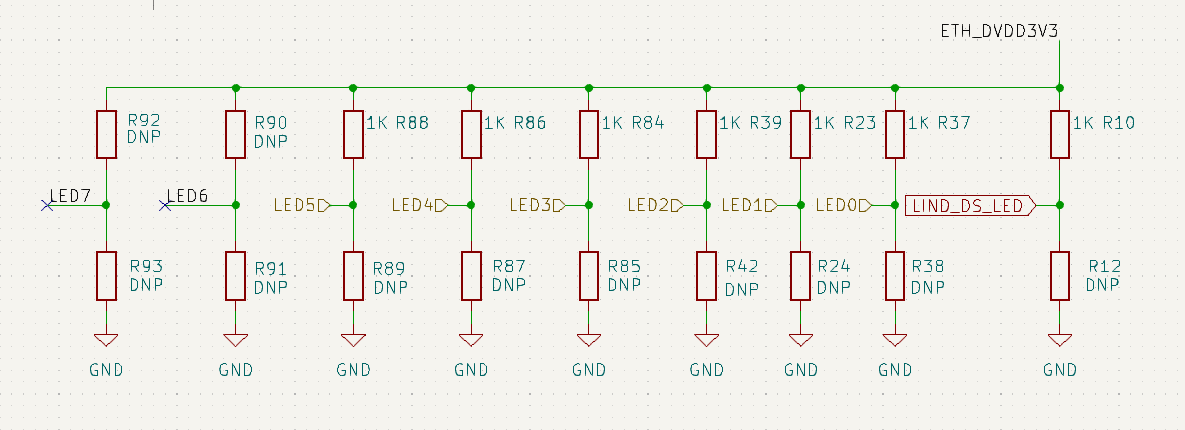 ETH_DVDD3V3
R92
DNP
R90
DNP
1K R88
1K R86
1K R84
1K R39
1K R23
1K R37
1K R10
LED7
LED6
LED5
LED4
LED3
LED2
LED1
LED0
LIND_DS_LED
R93
DNP
R91
DNP
R89
DNP
R87
DNP
R85
DNP
R42
DNP
R24
DNP
R38
DNP
R12
DNP
GND
GND
GND
GND
GND
GND
GND
GND
GND